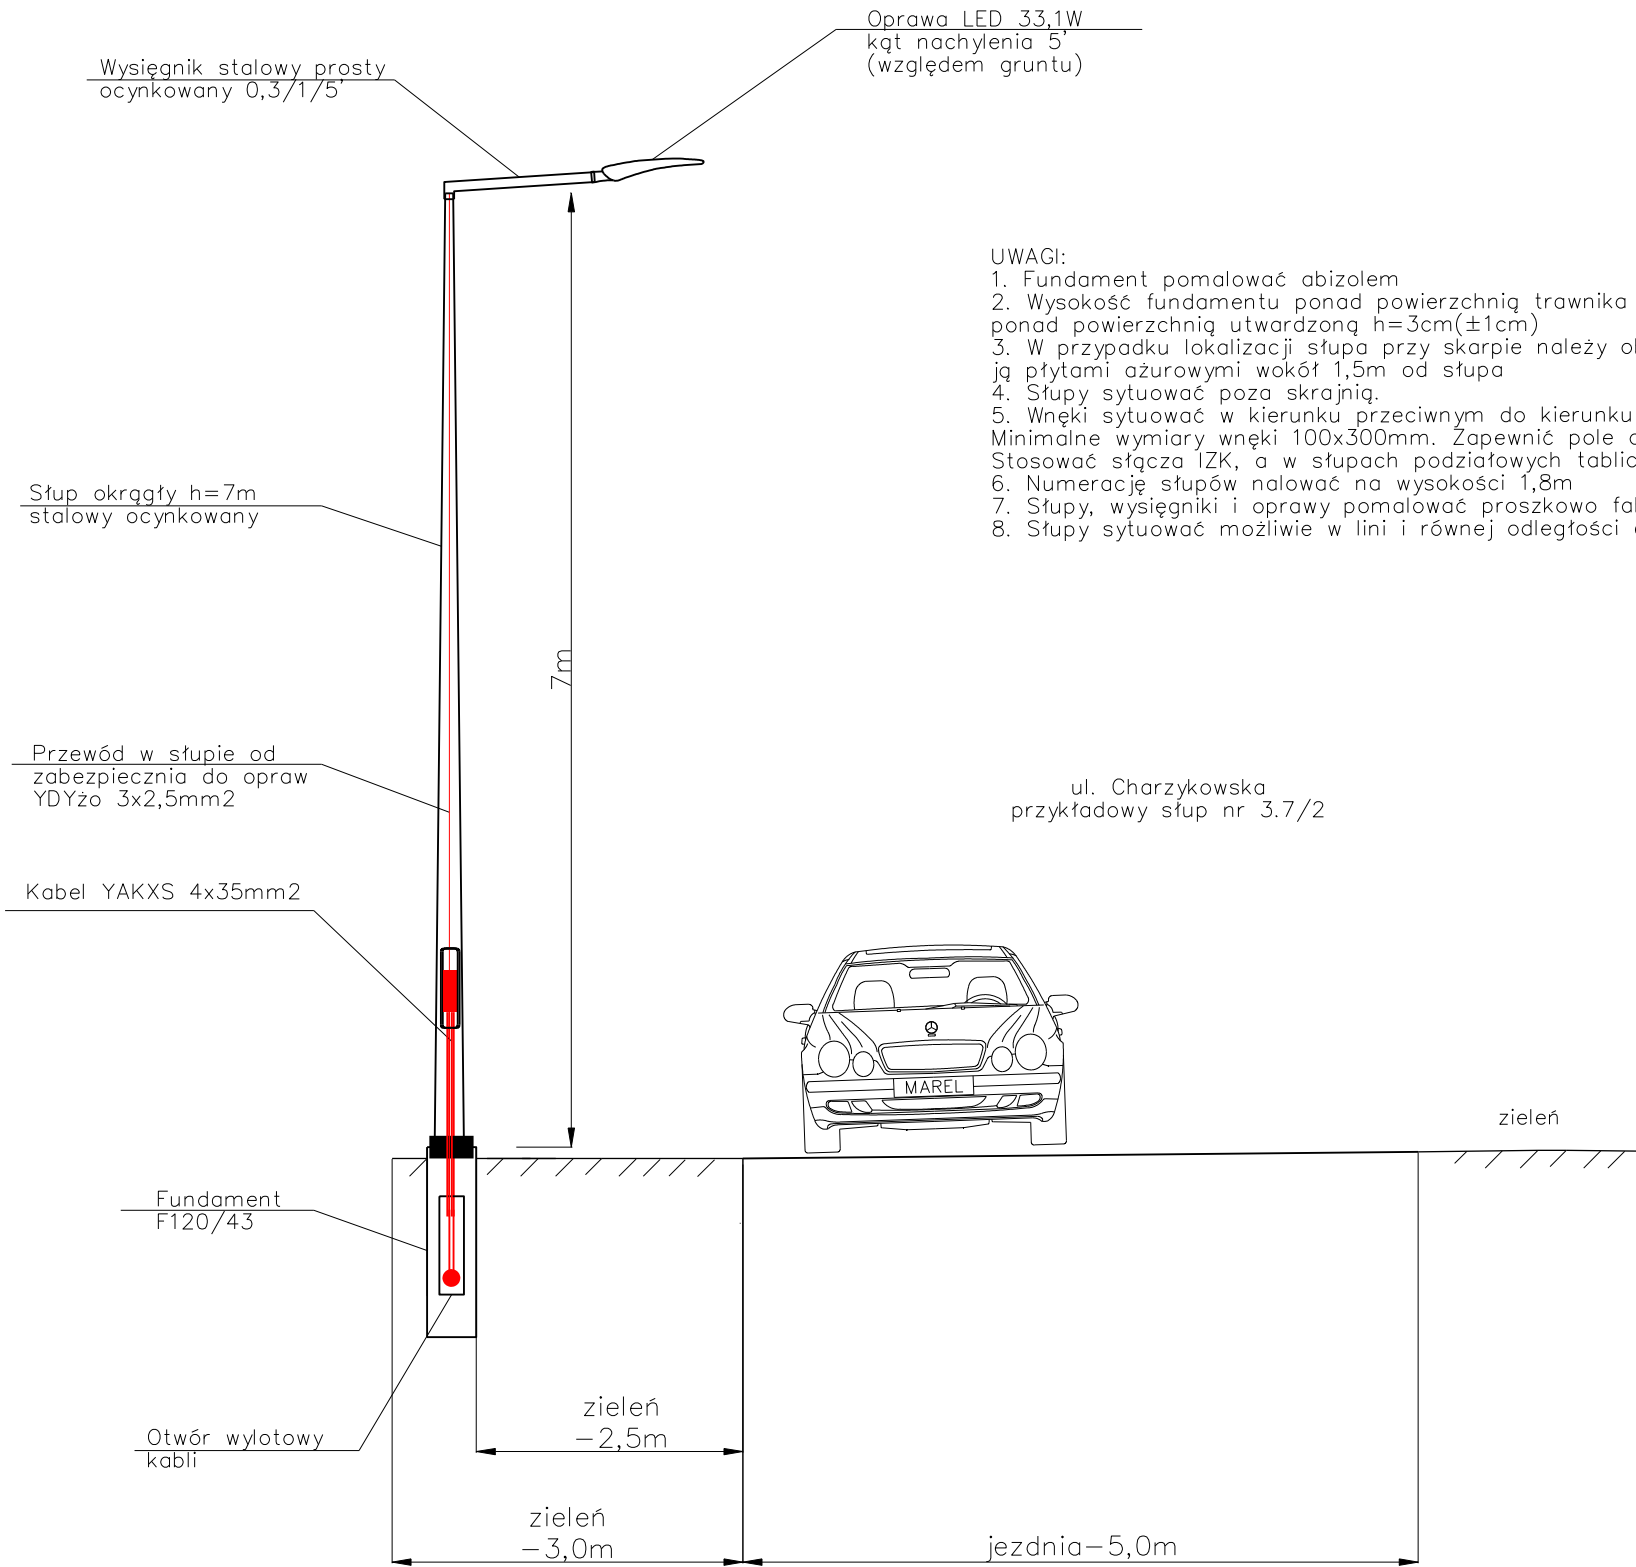 Oprawa LED 33,1W
kąt nachylenia 5'
(względem gruntu)
Wysięgnik stalowy prosty
ocynkowany 0,3/1/5'
UWAGI:
1. Fundament pomalować abizolem
2. Wysokość fundamentu ponad powierzchnią trawnika
ponad powierzchnią utwardzoną h=3cm(±1cm)
3. W przypadku lokalizacji słupa przy skarpie należy
ją płytami ażurowymi wokół 1,5m od słupa
4. Słupy sytuować poza skrajnią.
5. Wnęki sytuować w kierunku przeciwnym do kierunku
Minimalne wymiary wnęki 100x300mm. Zapewnić pole
Stosować słącza IZK, a w słupach podziałowych
6. Numerację słupów nalować na wysokości 1,8m
7. Słupy, wysięgniki i oprawy pomalować proszkowo
8. Słupy sytuować możliwie w lini i równej odległości
Słup okrągły h=7m
stalowy ocynkowany
7m
Przewód w słupie od
zabezpiecznia do opraw
YDYżo 3x2,5mm2
ul. Charzykowska
przykładowy słup nr 3.7/2
Kabel YAKXS 4x35mm2
MAREL
zieleń
Fundament
F120/43
zieleń
-2,5m
Otwór wylotowy
kabli
zieleń
-3,0m
jezdnia-5,0m